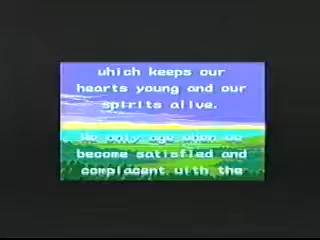 which keeps our
hearts young and our
spirits alive.
We only age when we
become satisfied and
complacent with the